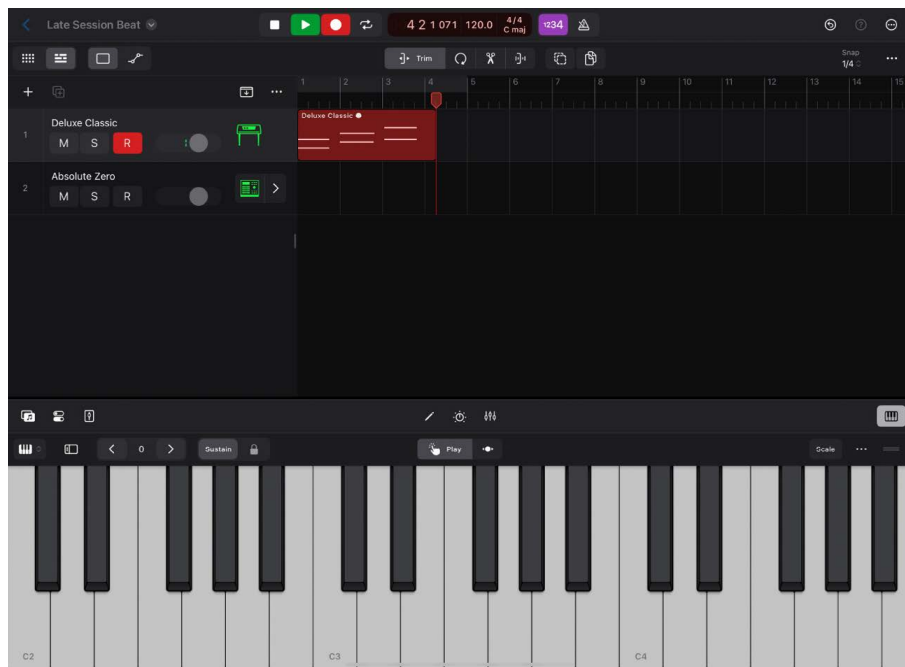 Late Session Beat
4 2 1 071 120.0 4/4 C maj
1234
Trim
Snap
1/4
1 2 3 4 5 6 7 8 9 10 11 12 13 14 15
1
Deluxe Classic
M S R
Deluxe Classic
2
Absolute Zero
M S R
0
Sustain
Play
Scale
C2 C3 C4